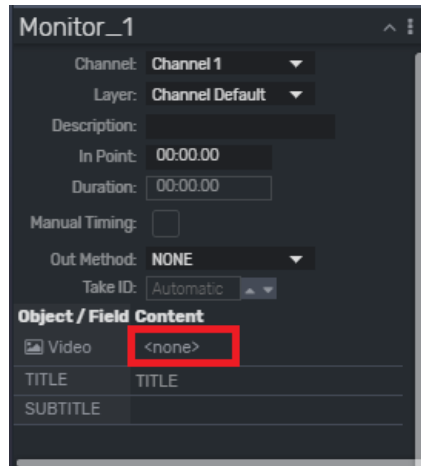 Monitor_1
Channel: Channel 1
Layer: Channel Default
Description:
In Point: 00:00.00
Duration: 00:00.00
Manual Timing:
Out Method: NONE
Take ID: Automatic
Object / Field Content
Video <none>
TITLE TITLE
SUBTITLE